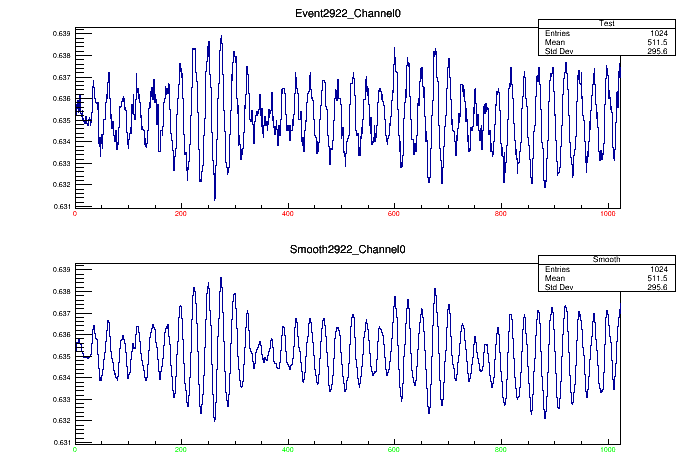 Event2922_Channel0
Test
Entries 1024
Mean 511.5
Std Dev 295.6
0.639
0.638
0.637
0.636
0.635
0.634
0.633
0.632
0.631
0 200 400 600 800 1000
Smooth2922_Channel0
Smooth
Entries 1024
Mean 511.5
Std Dev 295.6
0.639
0.638
0.637
0.636
0.635
0.634
0.633
0.632
0.631
0 200 400 600 800 1000